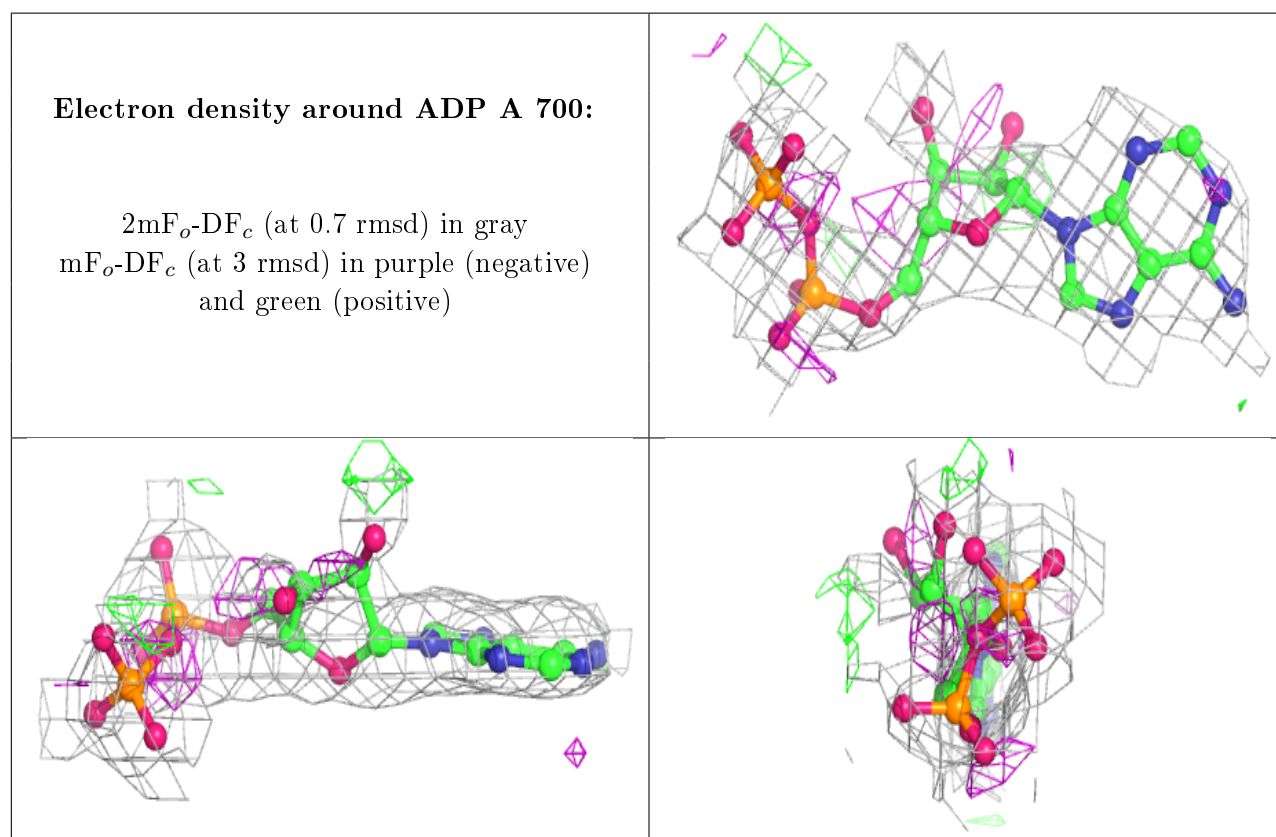 Electron density around ADP A 700:
2mFₒ-DF𝒸 (at 0.7 rmsd) in gray
mFₒ-DF𝒸 (at 3 rmsd) in purple (negative)
and green (positive)